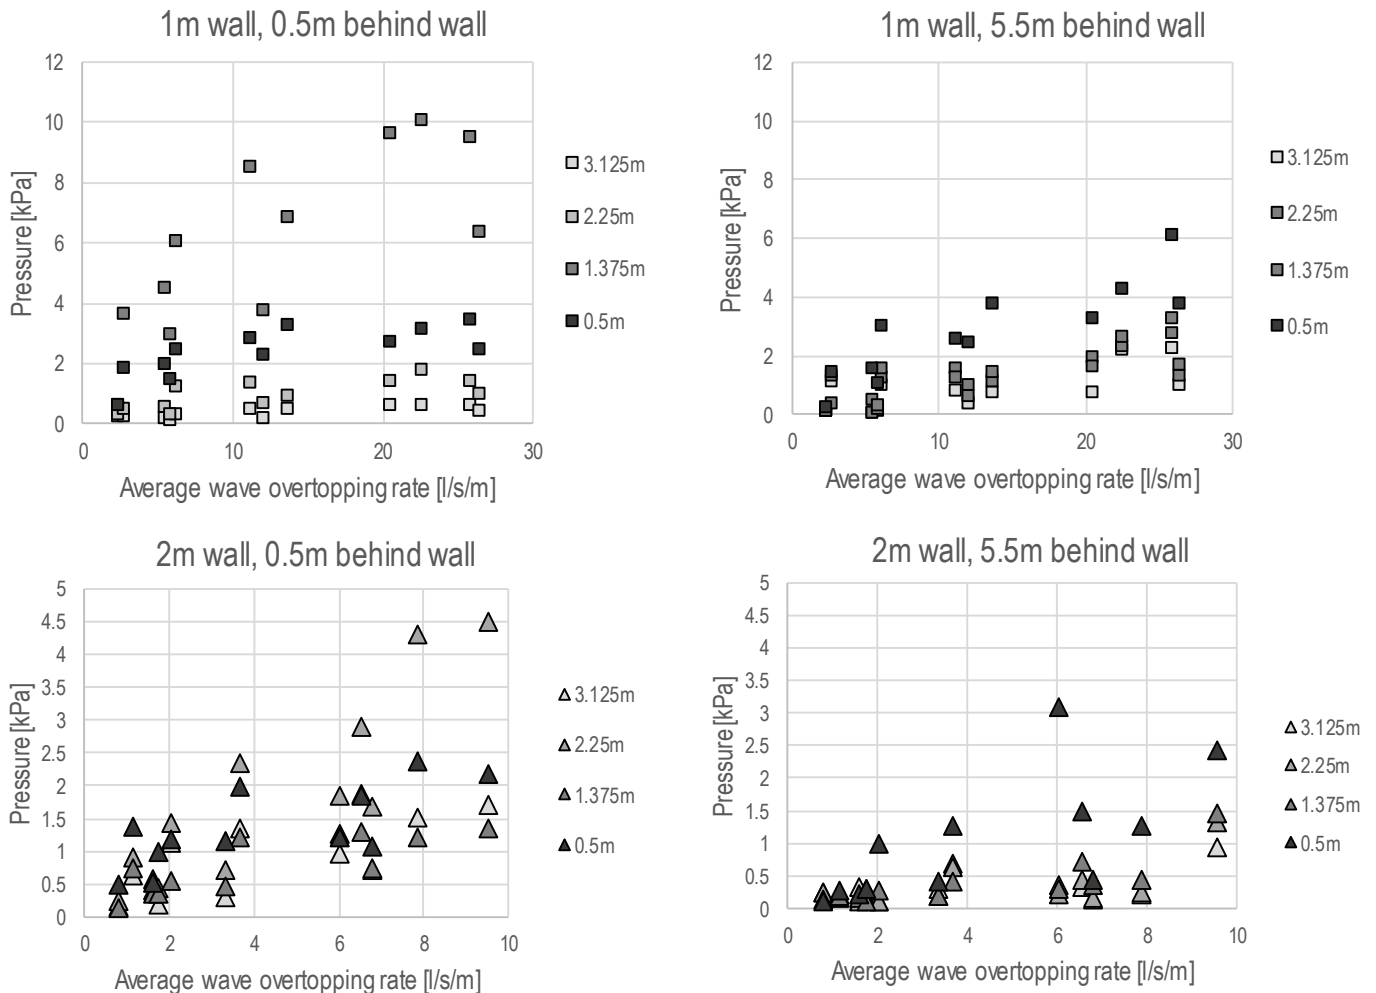 1m wall, 0.5m behind wall
12
10
8
6
4
2
0
0 10 20 30
Pressure [kPa]
Average wave overtopping rate [l/s/m]
3.125m
2.25m
1.375m
0.5m
1m wall, 5.5m behind wall
12
10
8
6
4
2
0
0 10 20 30
Pressure [kPa]
Average wave overtopping rate [l/s/m]
3.125m
2.25m
1.375m
0.5m
2m wall, 0.5m behind wall
5
4.5
4
3.5
3
2.5
2
1.5
1
0.5
0
0 2 4 6 8 10
Pressure [kPa]
Average wave overtopping rate [l/s/m]
3.125m
2.25m
1.375m
0.5m
2m wall, 5.5m behind wall
5
4.5
4
3.5
3
2.5
2
1.5
1
0.5
0
0 2 4 6 8 10
Pressure [kPa]
Average wave overtopping rate [l/s/m]
3.125m
2.25m
1.375m
0.5m